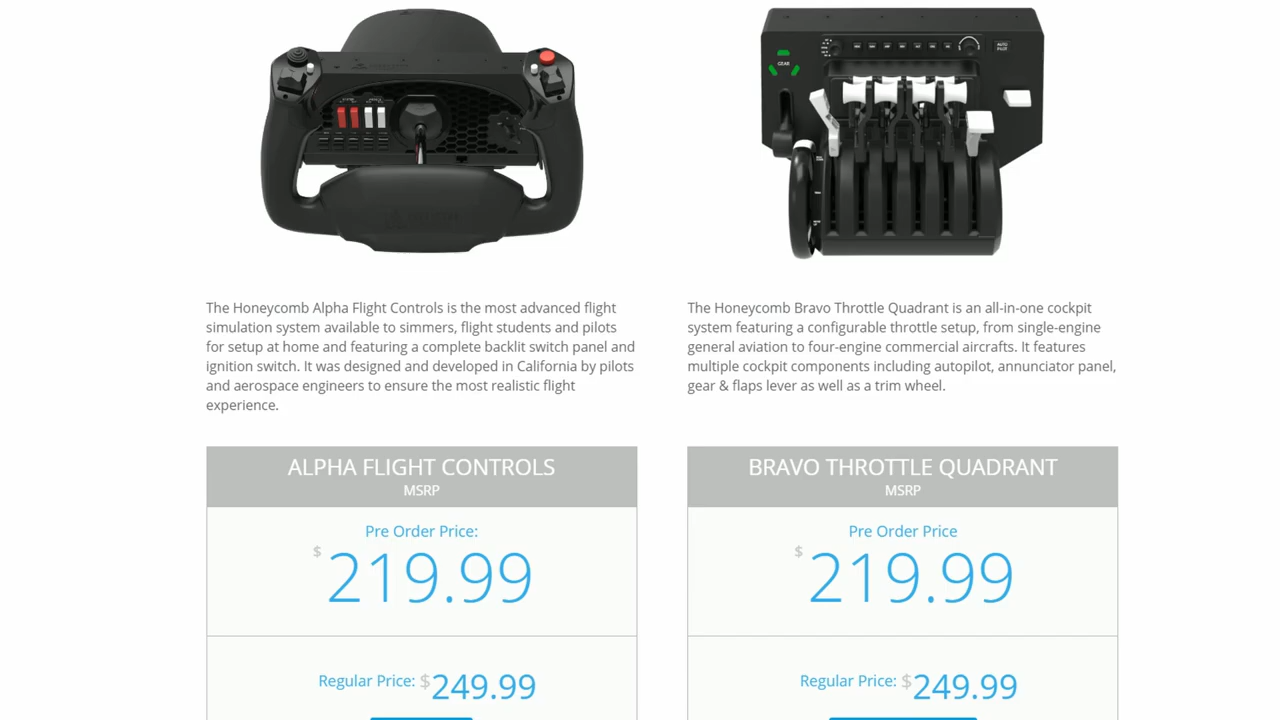 GEAR
AUTO
PILOT
The Honeycomb Alpha Flight Controls is the most advanced flight
simulation system available to simmers, flight students and pilots
for setup at home and featuring a complete backlit switch panel and
ignition switch. It was designed and developed in California by pilots
and aerospace engineers to ensure the most realistic flight
experience.
The Honeycomb Bravo Throttle Quadrant is an all-in-one cockpit
system featuring a configurable throttle setup, from single-engine
general aviation to four-engine commercial aircrafts. It features
multiple cockpit components including autopilot, annunciator panel,
gear & flaps lever as well as a trim wheel.
ALPHA FLIGHT CONTROLS
MSRP
Pre Order Price:
$219.99
Regular Price: $249.99
BRAVO THROTTLE QUADRANT
MSRP
Pre Order Price
$219.99
Regular Price: $249.99